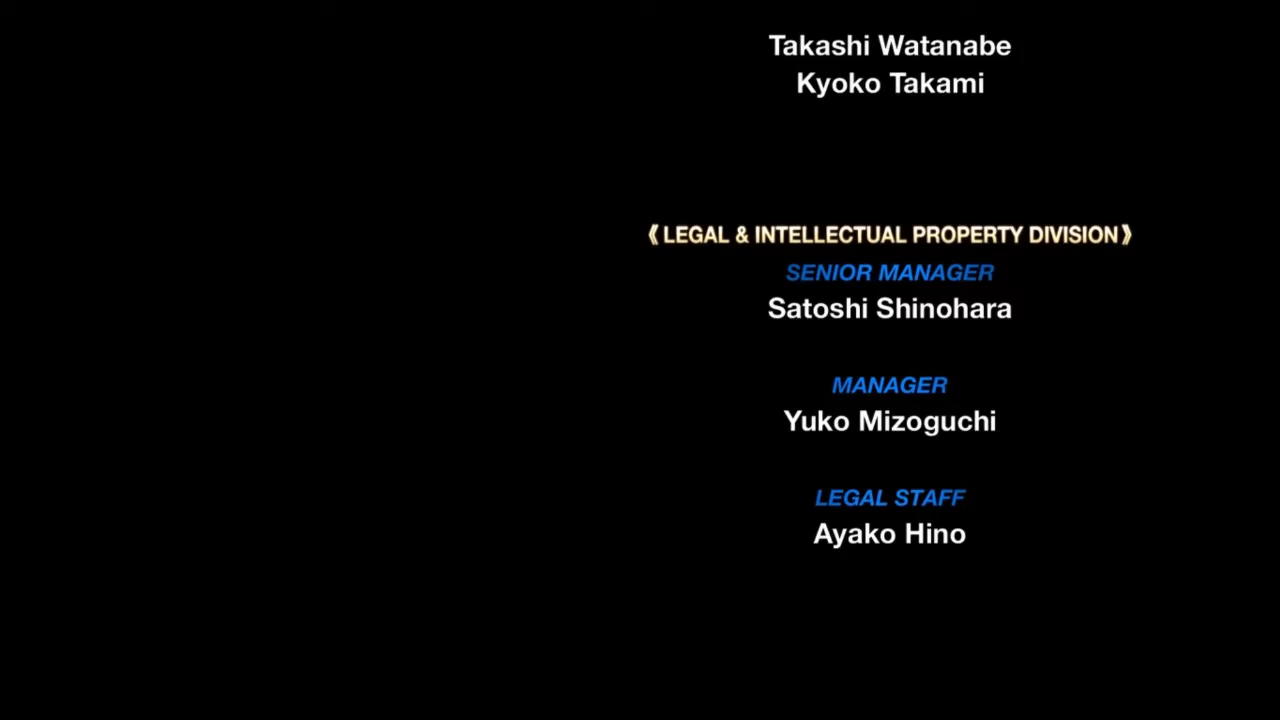 Takashi Watanabe
Kyoko Takami
《LEGAL & INTELLECTUAL PROPERTY DIVISION》
SENIOR MANAGER
Satoshi Shinohara
MANAGER
Yuko Mizoguchi
LEGAL STAFF
Ayako Hino